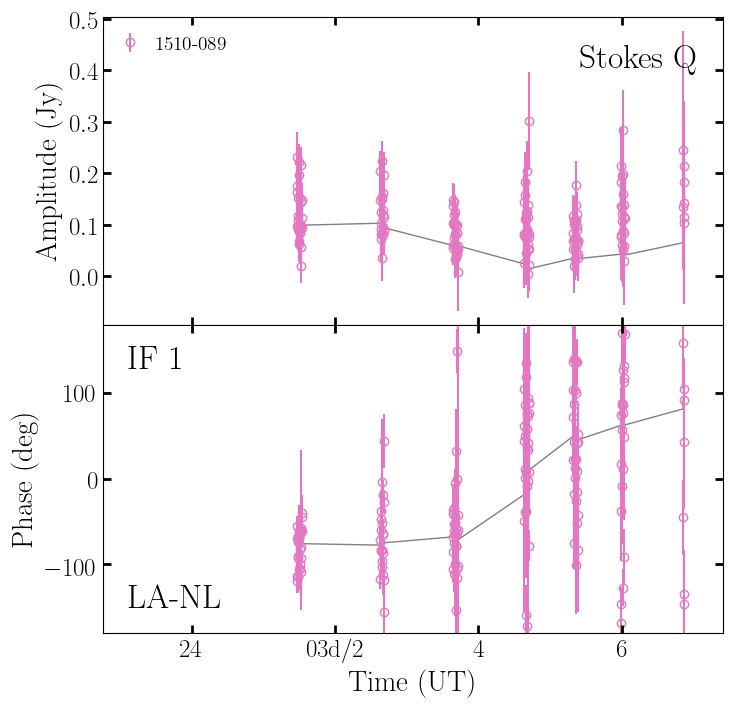 0.5
1510-089
Stokes Q
0.4
0.3
0.2
0.1
0.0
Amplitude (Jy)
IF 1
100
0
−100
Phase (deg)
LA-NL
24
03d/2
4
6
Time (UT)